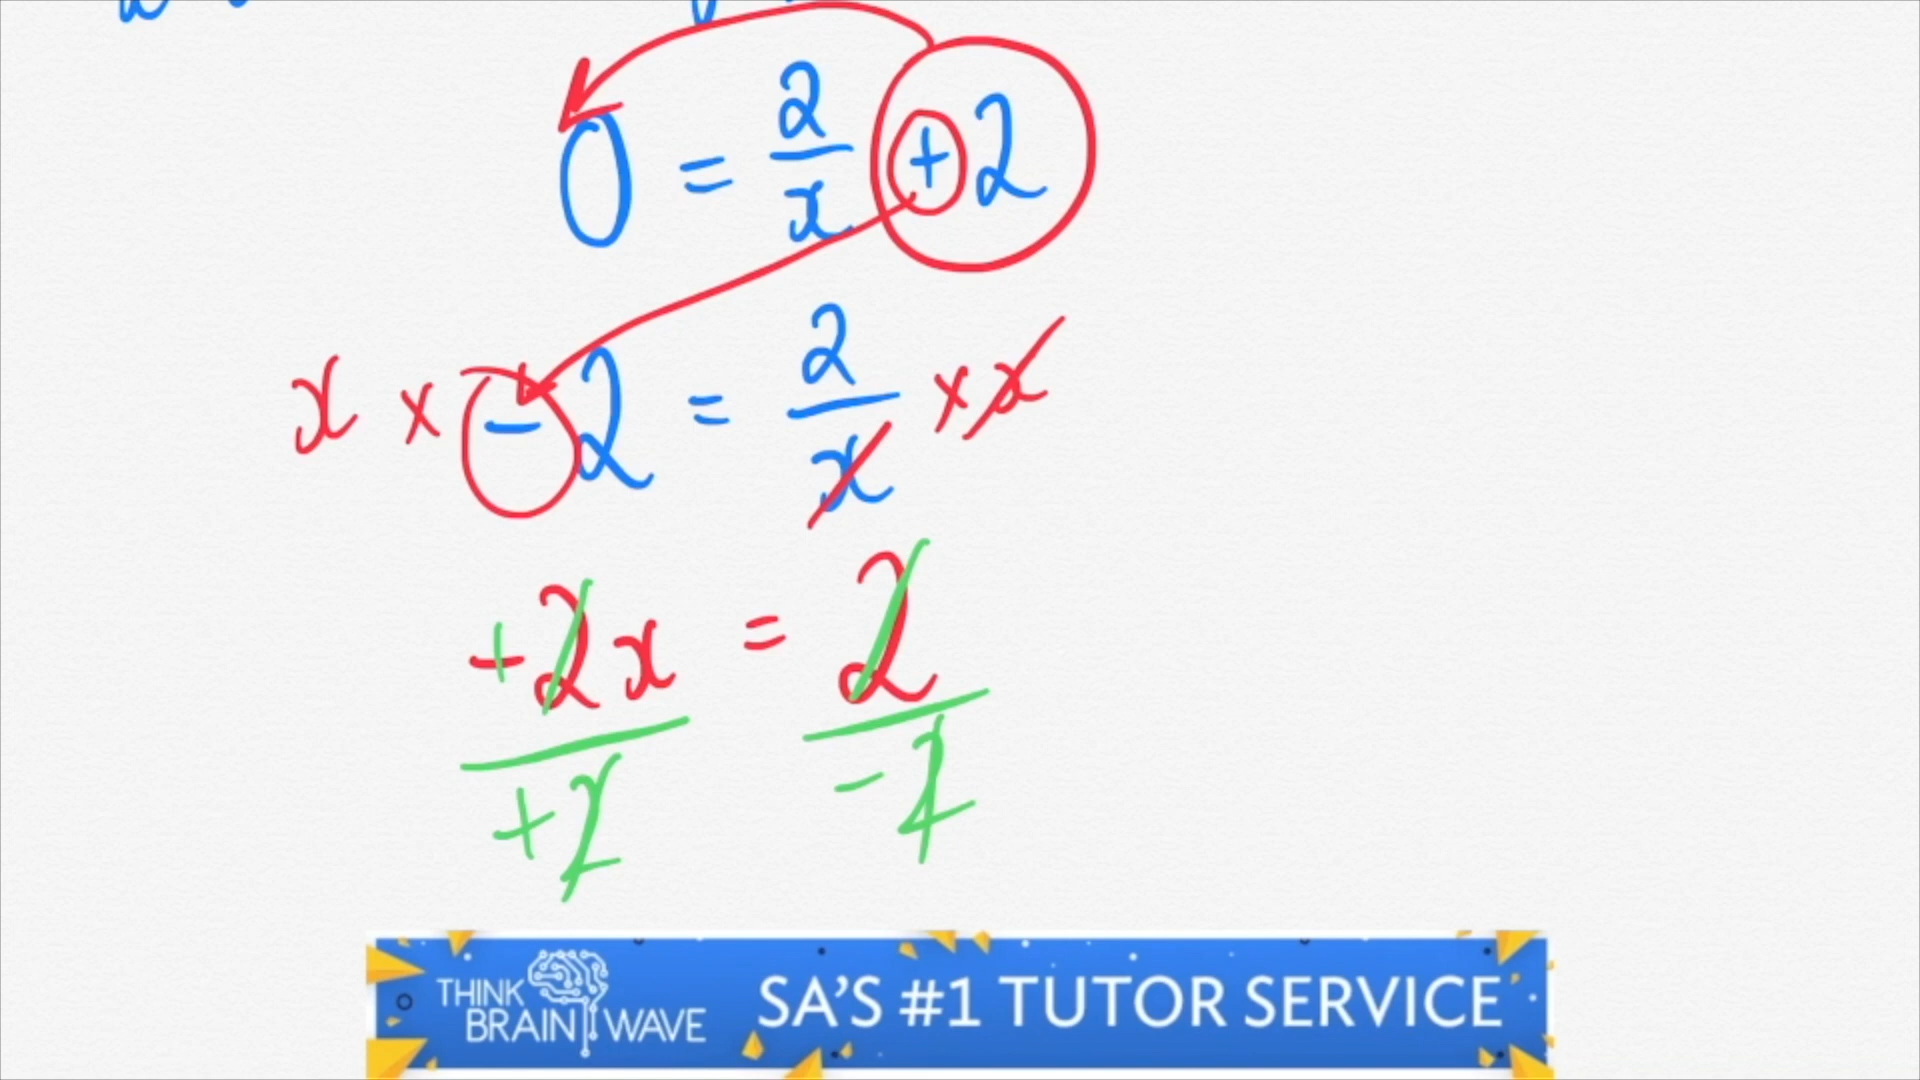 0 = 2/x + 2
x × -2 = 2/x × x
+2x/+2 = 2/-2
THINK BRAIN WAVE
SA'S #1 TUTOR SERVICE